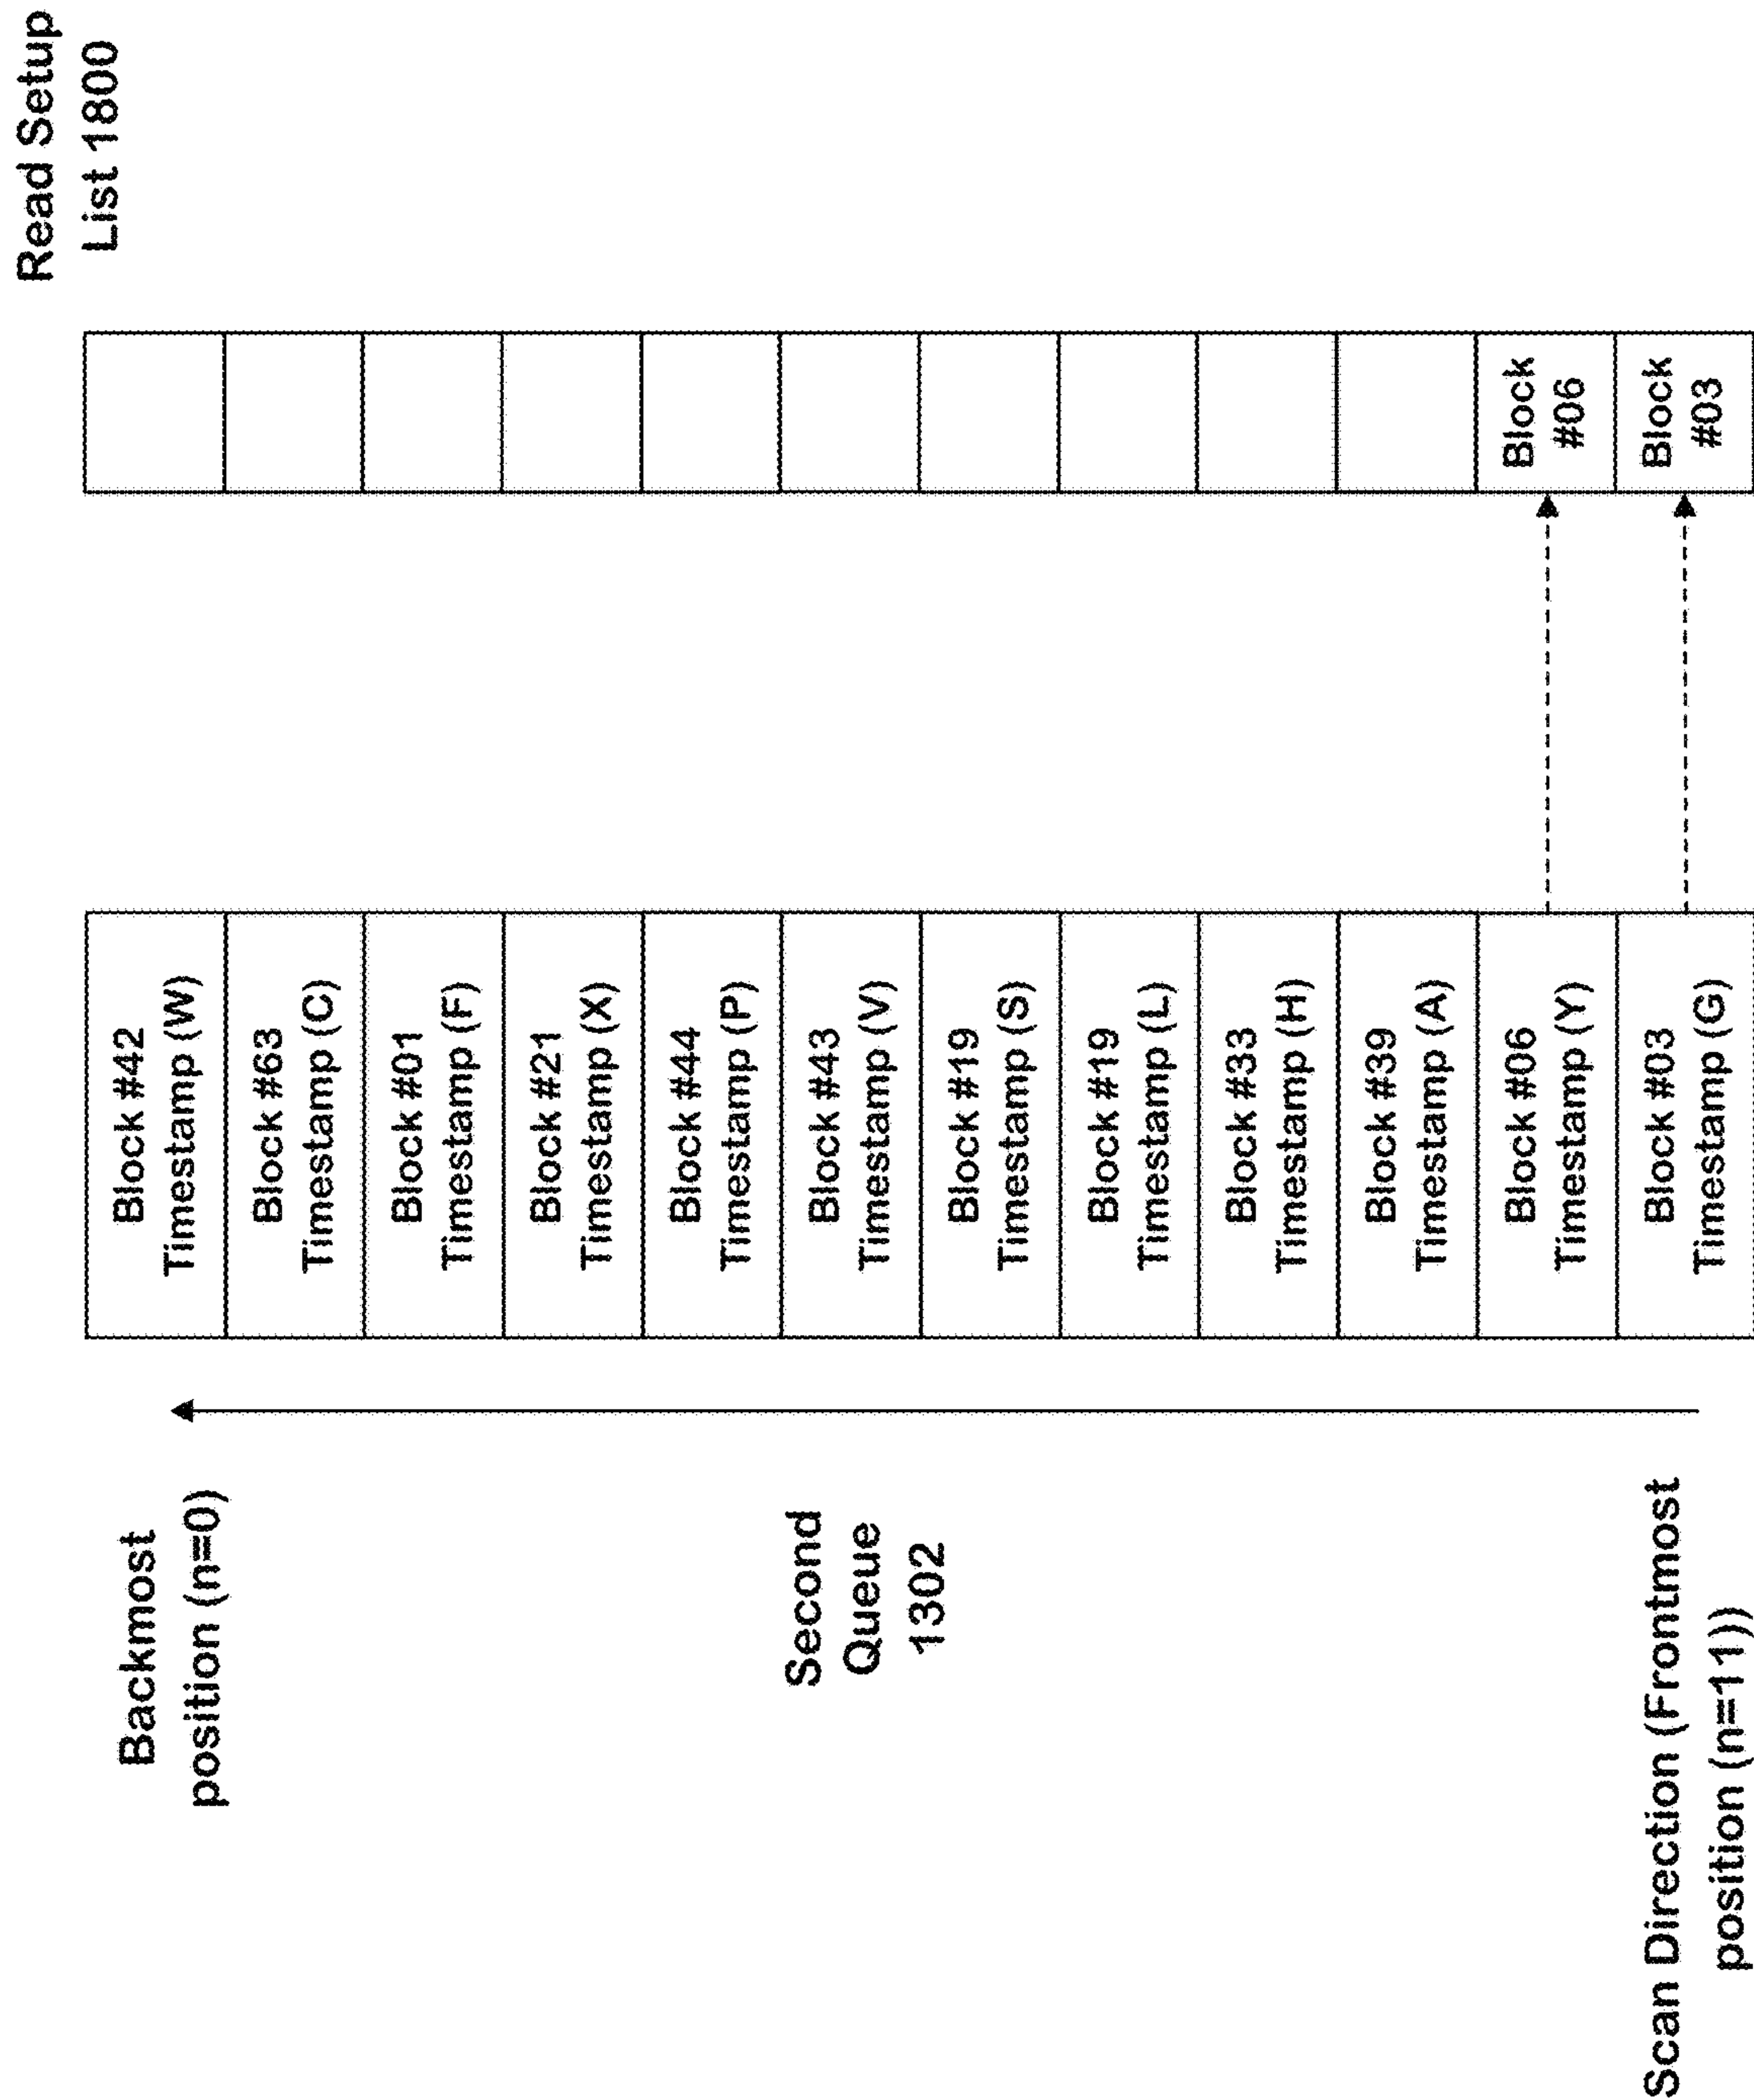 Read Setup
List 1800
Backmost
position (n=0)
Second
Queue
1302
Scan Direction (Frontmost
position (n=11))
Block #42
Timestamp (W)
Block #63
Timestamp (C)
Block #01
Timestamp (F)
Block #21
Timestamp (X)
Block #44
Timestamp (P)
Block #43
Timestamp (V)
Block #19
Timestamp (S)
Block #19
Timestamp (L)
Block #33
Timestamp (H)
Block #39
Timestamp (A)
Block #06
Timestamp (Y)
Block #03
Timestamp (G)
Block
#06
Block
#03